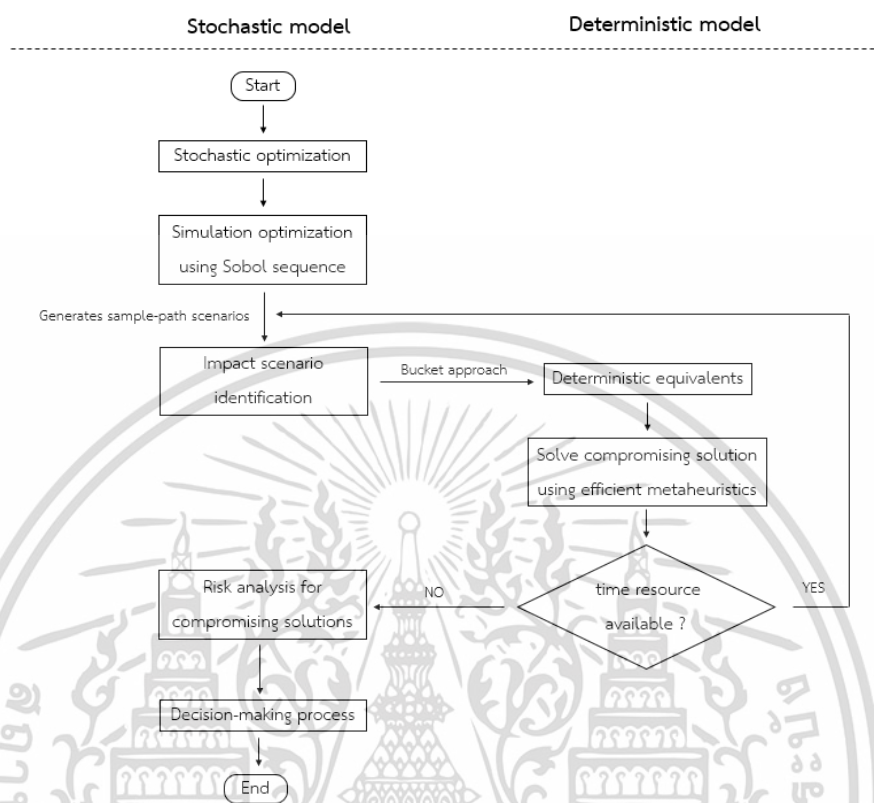 Stochastic model
Deterministic model
Start
Stochastic optimization
Simulation optimization
using Sobol sequence
Generates sample-path scenarios
Impact scenario
identification
Bucket approach
Deterministic equivalents
Solve compromising solution
using efficient metaheuristics
time resource
available ?
YES
NO
Risk analysis for
compromising solutions
Decision-making process
End